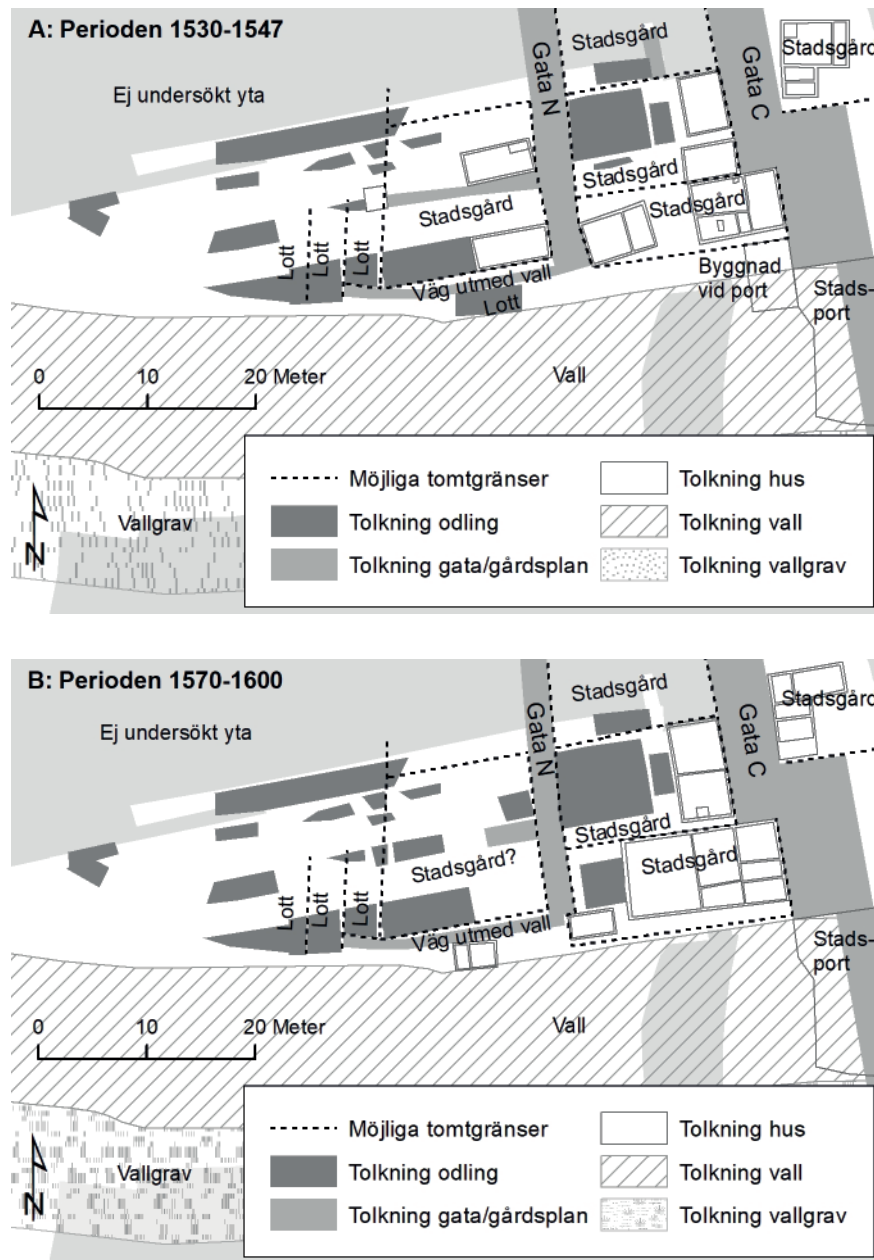 A: Perioden 1530-1547
Stadsgård
Stadsgård
Gata N
Gata C
Ej undersökt yta
Stadsgård
Stadsgård
Stadsgård
Lott
Lott
Lott
Väg utmed vall
Lott
Byggnad
vid port
Stads-
port
0 10 20 Meter
Vall
Vallgrav
N
Möjliga tomtgränser
Tolkning odling
Tolkning gata/gårdsplan
Tolkning hus
Tolkning vall
Tolkning vallgrav
B: Perioden 1570-1600
Stadsgård
Stadsgård
Gata N
Gata C
Ej undersökt yta
Stadsgård
Stadsgård
Stadsgård?
Lott
Lott
Lott
Väg utmed vall
Stads-
port
0 10 20 Meter
Vall
Vallgrav
N
Möjliga tomtgränser
Tolkning odling
Tolkning gata/gårdsplan
Tolkning hus
Tolkning vall
Tolkning vallgrav